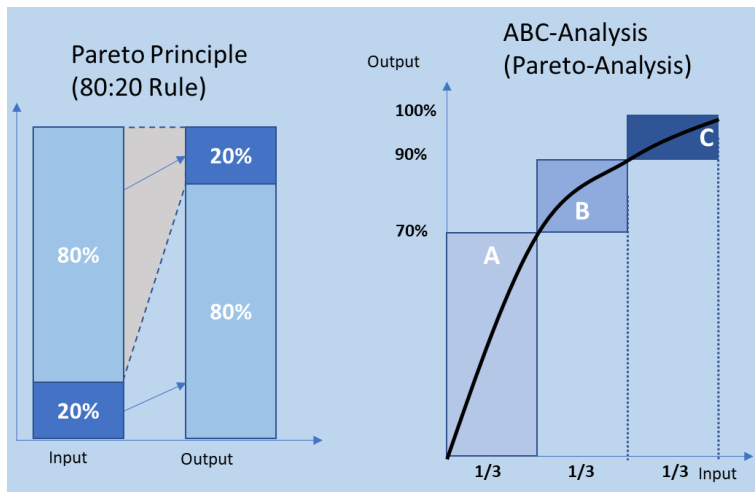 Pareto Principle
(80:20 Rule)
80%
20%
20%
80%
Input
Output
ABC-Analysis
(Pareto-Analysis)
Output
100%
90%
70%
A
B
C
1/3
1/3
1/3
Input